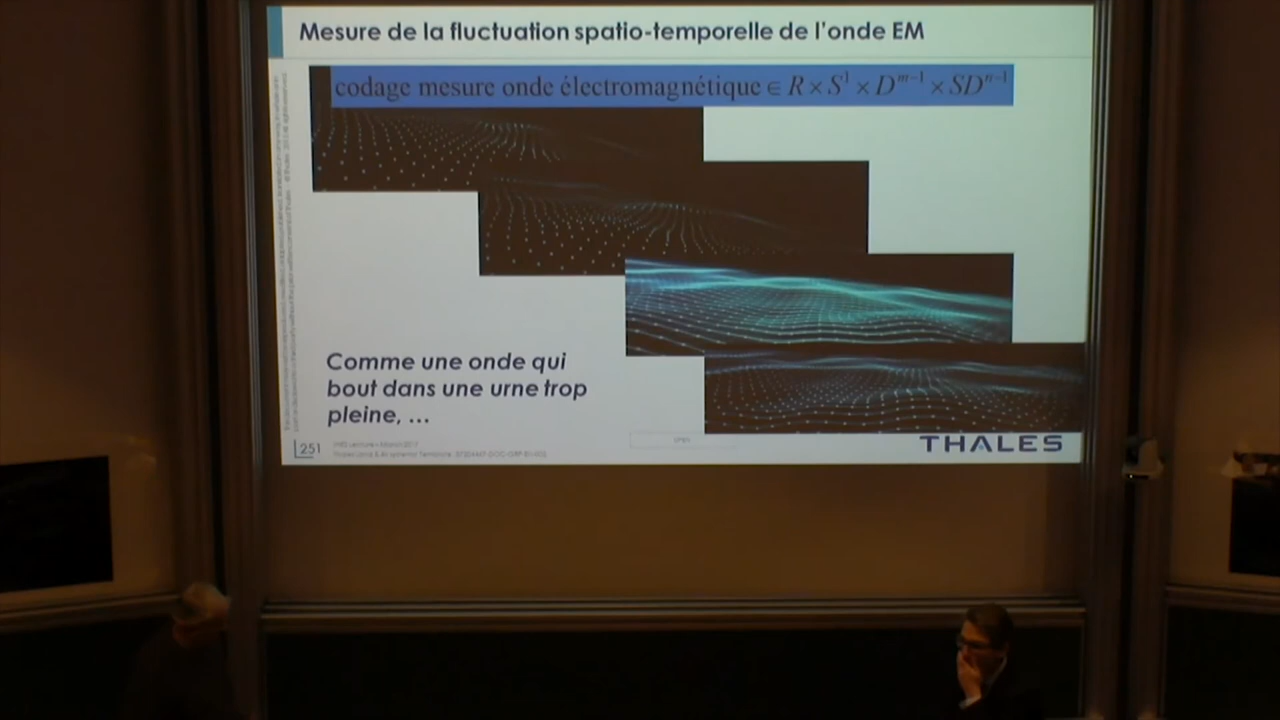 Mesure de la fluctuation spatio-temporelle de l'onde EM
codage mesure onde électromagnétique ∈ R × S¹ × Dᵐ⁻¹ × SDⁿ⁻¹
Comme une onde qui
bout dans une urne trop
pleine, …
251
THALES